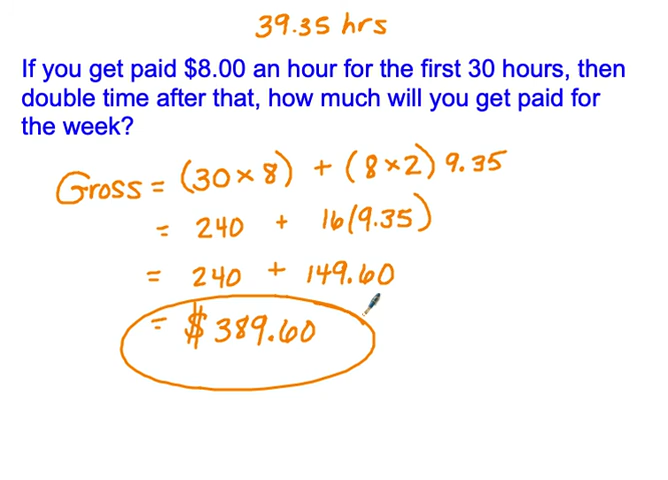 39.35 hrs
If you get paid $8.00 an hour for the first 30 hours, then
double time after that, how much will you get paid for
the week?
Gross = (30×8) + (8×2) 9.35
= 240 + 16(9.35)
= 240 + 149.60
= $389.60